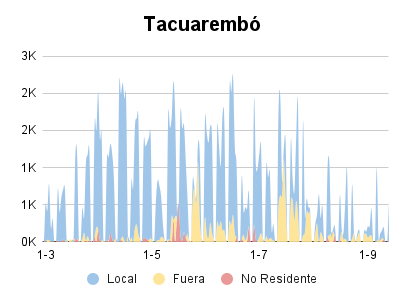 Tacuarembó
3K
2K
2K
1K
1K
0K
1-3 1-5 1-7 1-9
Local Fuera No Residente